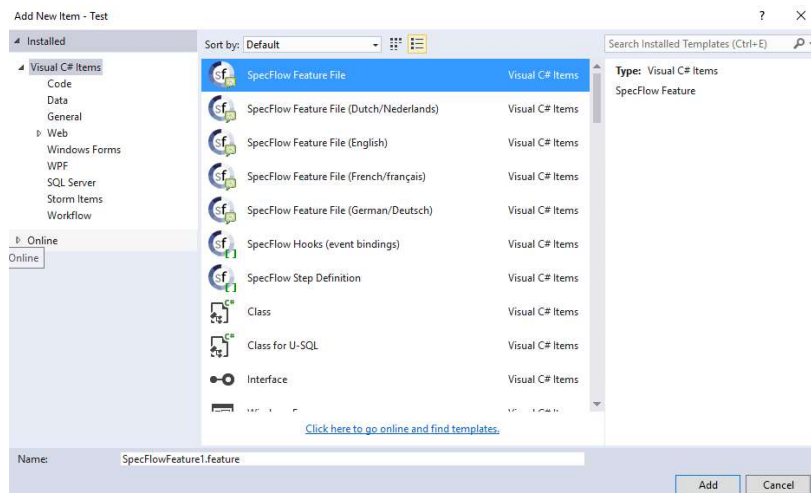 Add New Item - Test
? X
Installed
Sort by: Default
Search Installed Templates (Ctrl+E)
Visual C# Items
Code
Data
General
Web
Windows Forms
WPF
SQL Server
Storm Items
Workflow
Online
Online
SpecFlow Feature File Visual C# Items
SpecFlow Feature File (Dutch/Nederlands) Visual C# Items
SpecFlow Feature File (English) Visual C# Items
SpecFlow Feature File (French/français) Visual C# Items
SpecFlow Feature File (German/Deutsch) Visual C# Items
SpecFlow Hooks (event bindings) Visual C# Items
SpecFlow Step Definition Visual C# Items
Class Visual C# Items
Class for U-SQL Visual C# Items
Interface Visual C# Items
Type: Visual C# Items
SpecFlow Feature
Click here to go online and find templates.
Name: SpecFlowFeature1.feature
Add Cancel